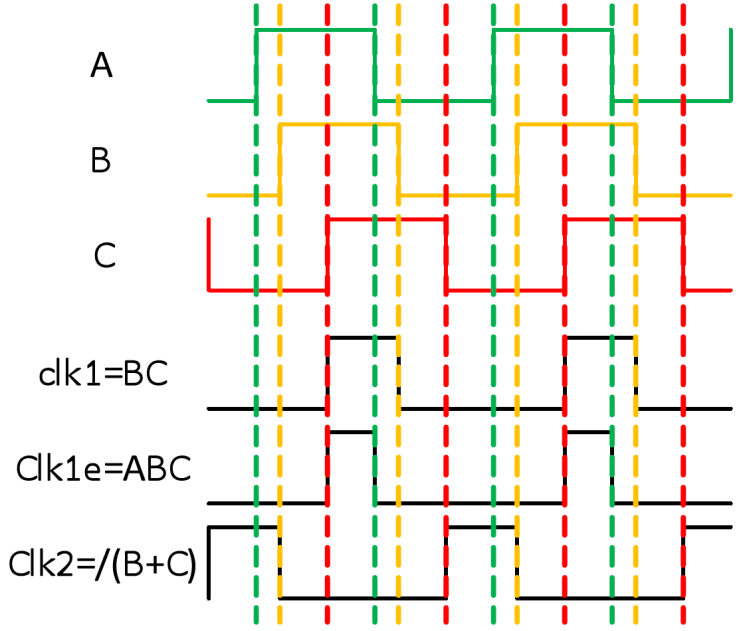 A
B
C
clk1=BC
Clk1e=ABC
Clk2=/(B+C)